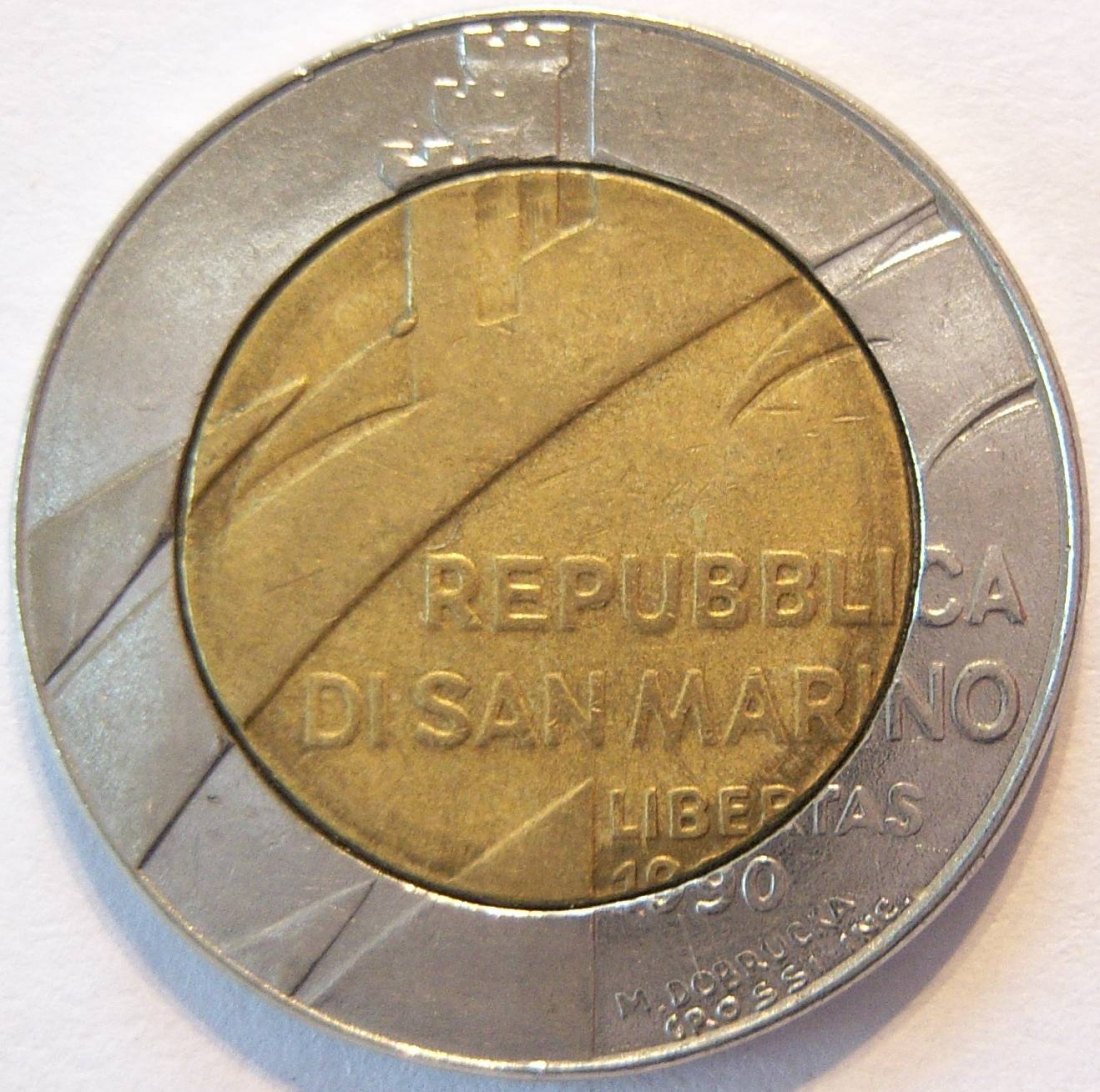 REPUBBLICA
DI SAN MARINO
LIBERTAS
1990
M. DOBRUCKA
GROSSI INC.